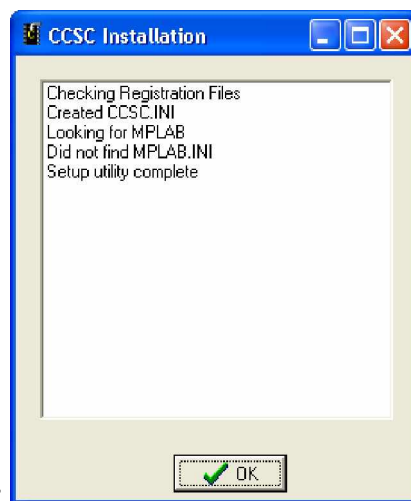 CCSC Installation
Checking Registration Files
Created CCSC.INI
Looking for MPLAB
Did not find MPLAB.INI
Setup utility complete
OK